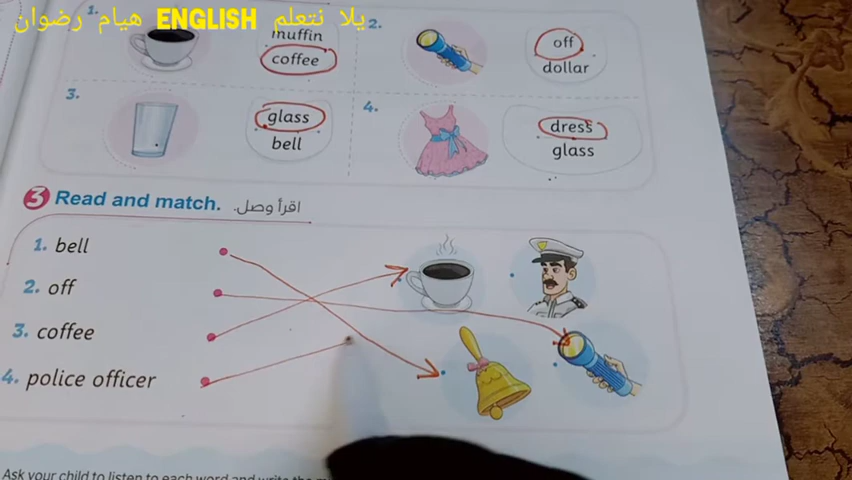 يلا نتعلم ENGLISH هيام رضوان
1.
muffin
coffee
2.
off
dollar
3.
glass
bell
4.
dress
glass
3 Read and match. اقرأ وصل.
1. bell
2. off
3. coffee
4. police officer
Ask your child to listen to each word and write the